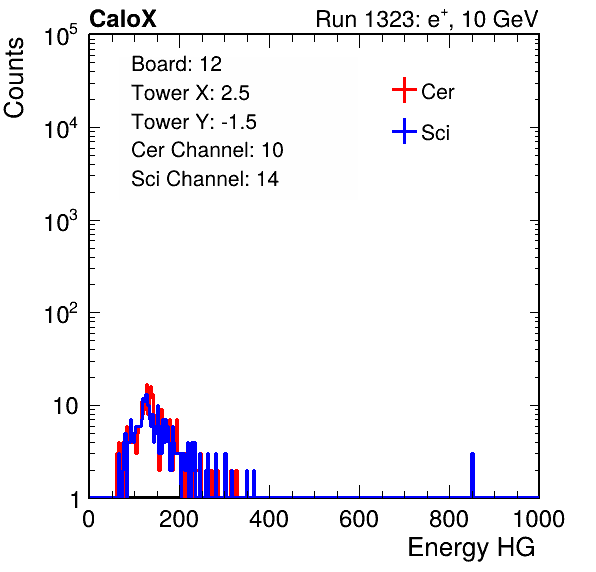 CaloX Run 1323: e⁺, 10 GeV
Counts
Board: 12
Tower X: 2.5
Tower Y: -1.5
Cer Channel: 10
Sci Channel: 14
Cer
Sci
10⁵
10⁴
10³
10²
10
1
0 200 400 600 800 1000
Energy HG